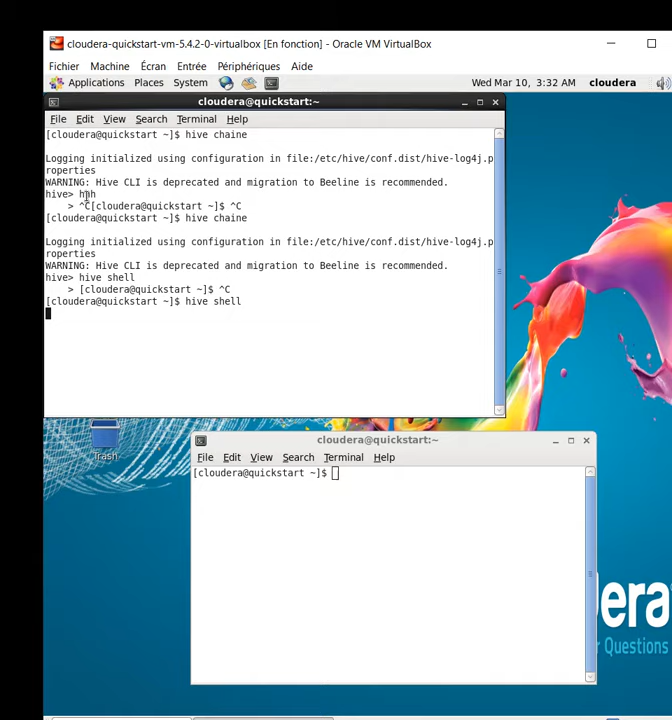 cloudera-quickstart-vm-5.4.2-0-virtualbox [En fonction] - Oracle VM VirtualBox
Fichier Machine Écran Entrée Périphériques Aide
Applications Places System Wed Mar 10, 3:32 AM cloudera
cloudera@quickstart:~
File Edit View Search Terminal Help
[cloudera@quickstart ~]$ hive chaine
Logging initialized using configuration in file:/etc/hive/conf.dist/hive-log4j.p
roperties
WARNING: Hive CLI is deprecated and migration to Beeline is recommended.
hive>
> ^C[cloudera@quickstart ~]$ ^C
[cloudera@quickstart ~]$ hive chaine
Logging initialized using configuration in file:/etc/hive/conf.dist/hive-log4j.p
roperties
WARNING: Hive CLI is deprecated and migration to Beeline is recommended.
hive> hive shell
> [cloudera@quickstart ~]$ ^C
[cloudera@quickstart ~]$ hive shell
Trash
cloudera@quickstart:~
File Edit View Search Terminal Help
[cloudera@quickstart ~]$
dera
r Questions